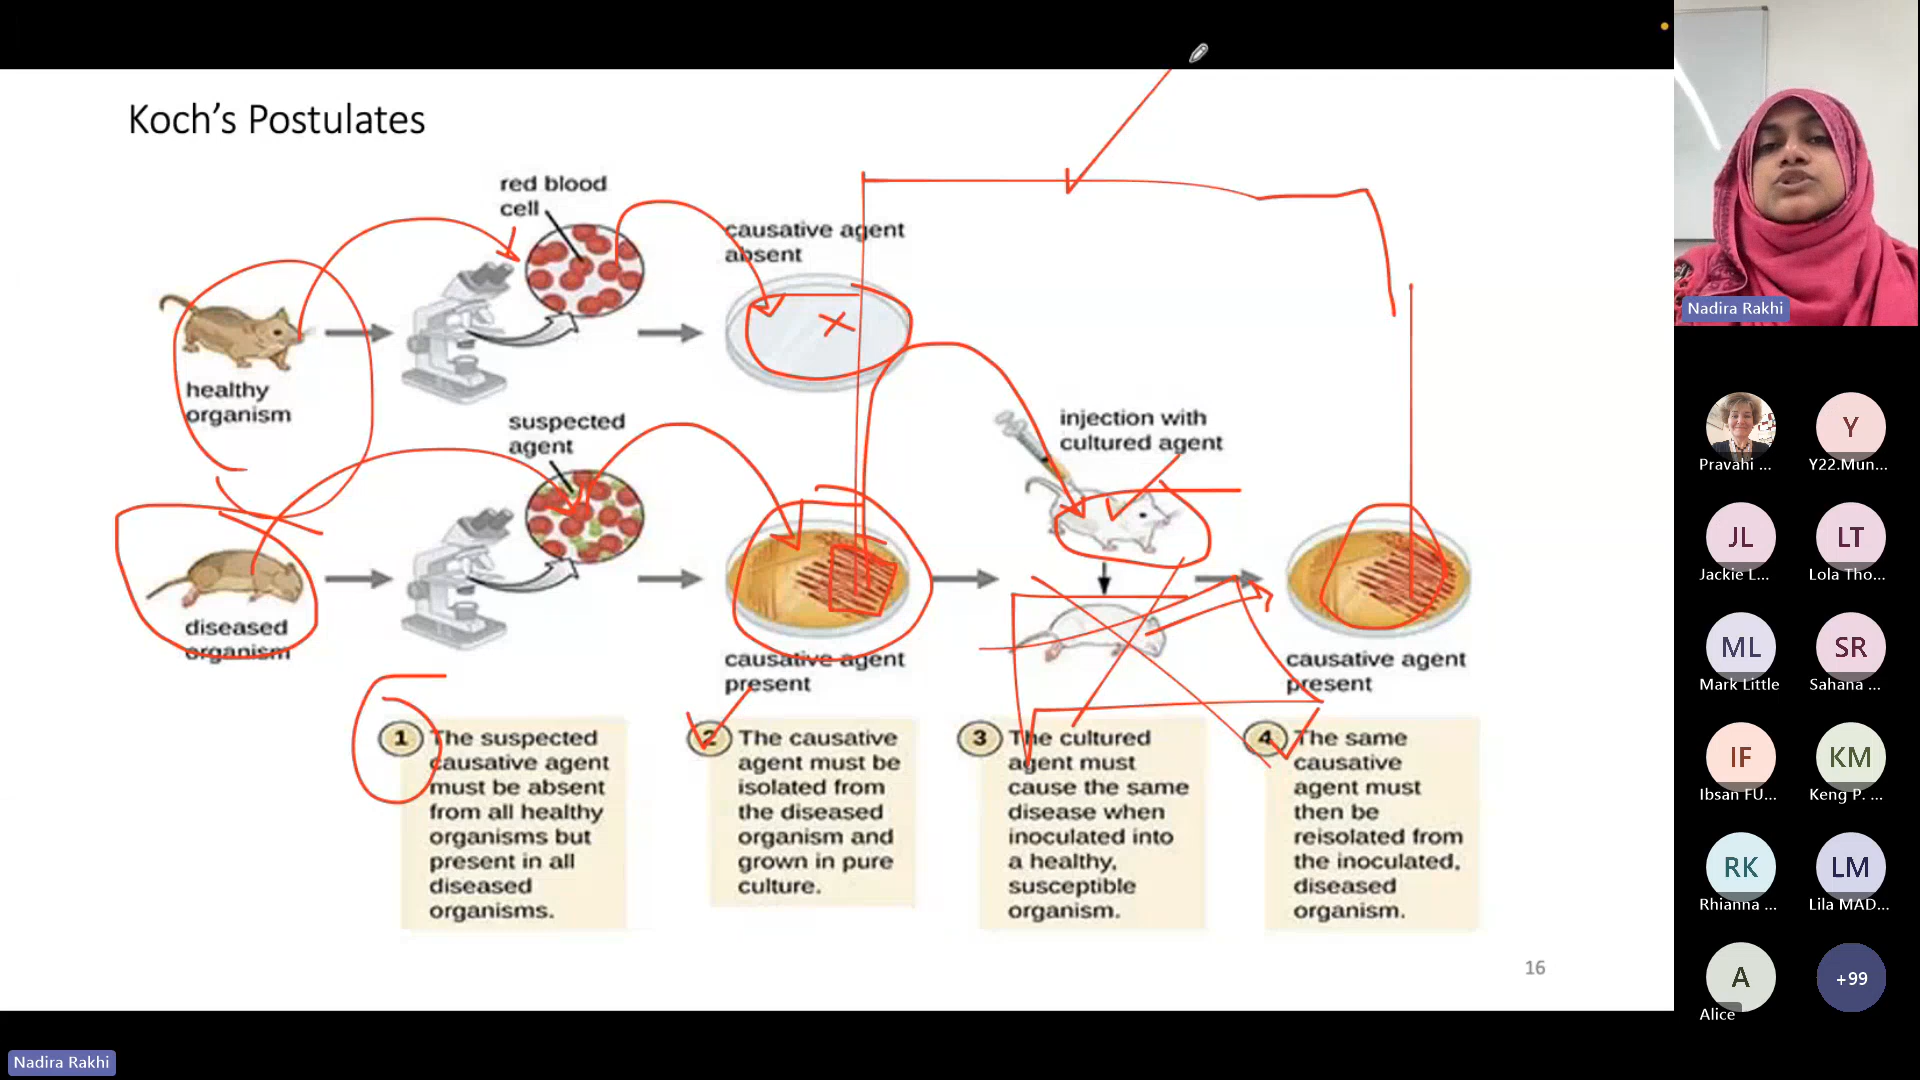 Koch's Postulates
red blood
cell
causative agent
absent
healthy
organism
suspected
agent
injection with
cultured agent
diseased
organism
causative agent
present
causative agent
present
1 The suspected
causative agent
must be absent
from all healthy
organisms but
present in all
diseased
organisms.
2 The causative
agent must be
isolated from
the diseased
organism and
grown in pure
culture.
3 The cultured
agent must
cause the same
disease when
inoculated into
a healthy,
susceptible
organism.
4 The same
causative
agent must
then be
reisolated from
the inoculated,
diseased
organism.
16
Nadira Rakhi
Nadira Rakhi
Pravahi ...
Y
Y22.Mun...
JL
Jackie L...
LT
Lola Tho...
ML
Mark Little
SR
Sahana ...
IF
Ibsan FU...
KM
Keng P. ...
RK
Rhianna ...
LM
Lila MAD...
A
Alice
+99